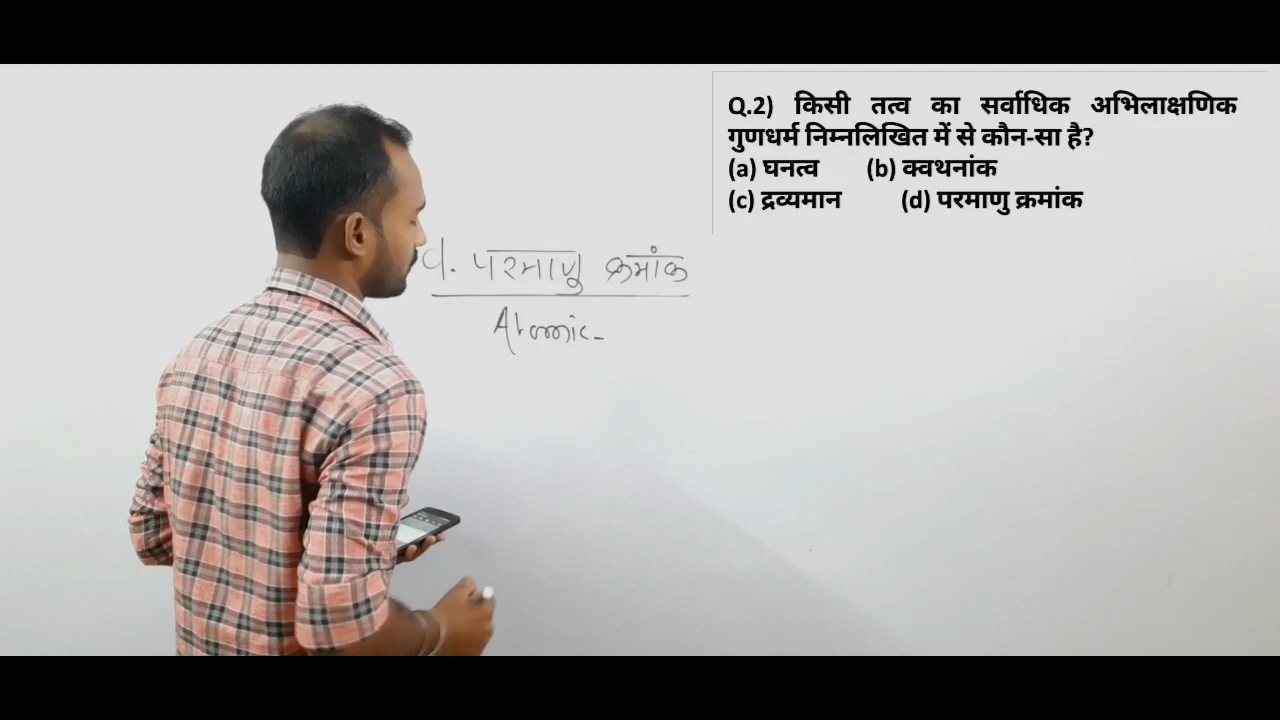 Q.2) किसी तत्व का सर्वाधिक अभिलाक्षणिक
गुणधर्म निम्नलिखित में से कौन-सा है?
(a) घनत्व (b) क्वथनांक
(c) द्रव्यमान (d) परमाणु क्रमांक
d. परमाणु क्रमांक
Atomic-